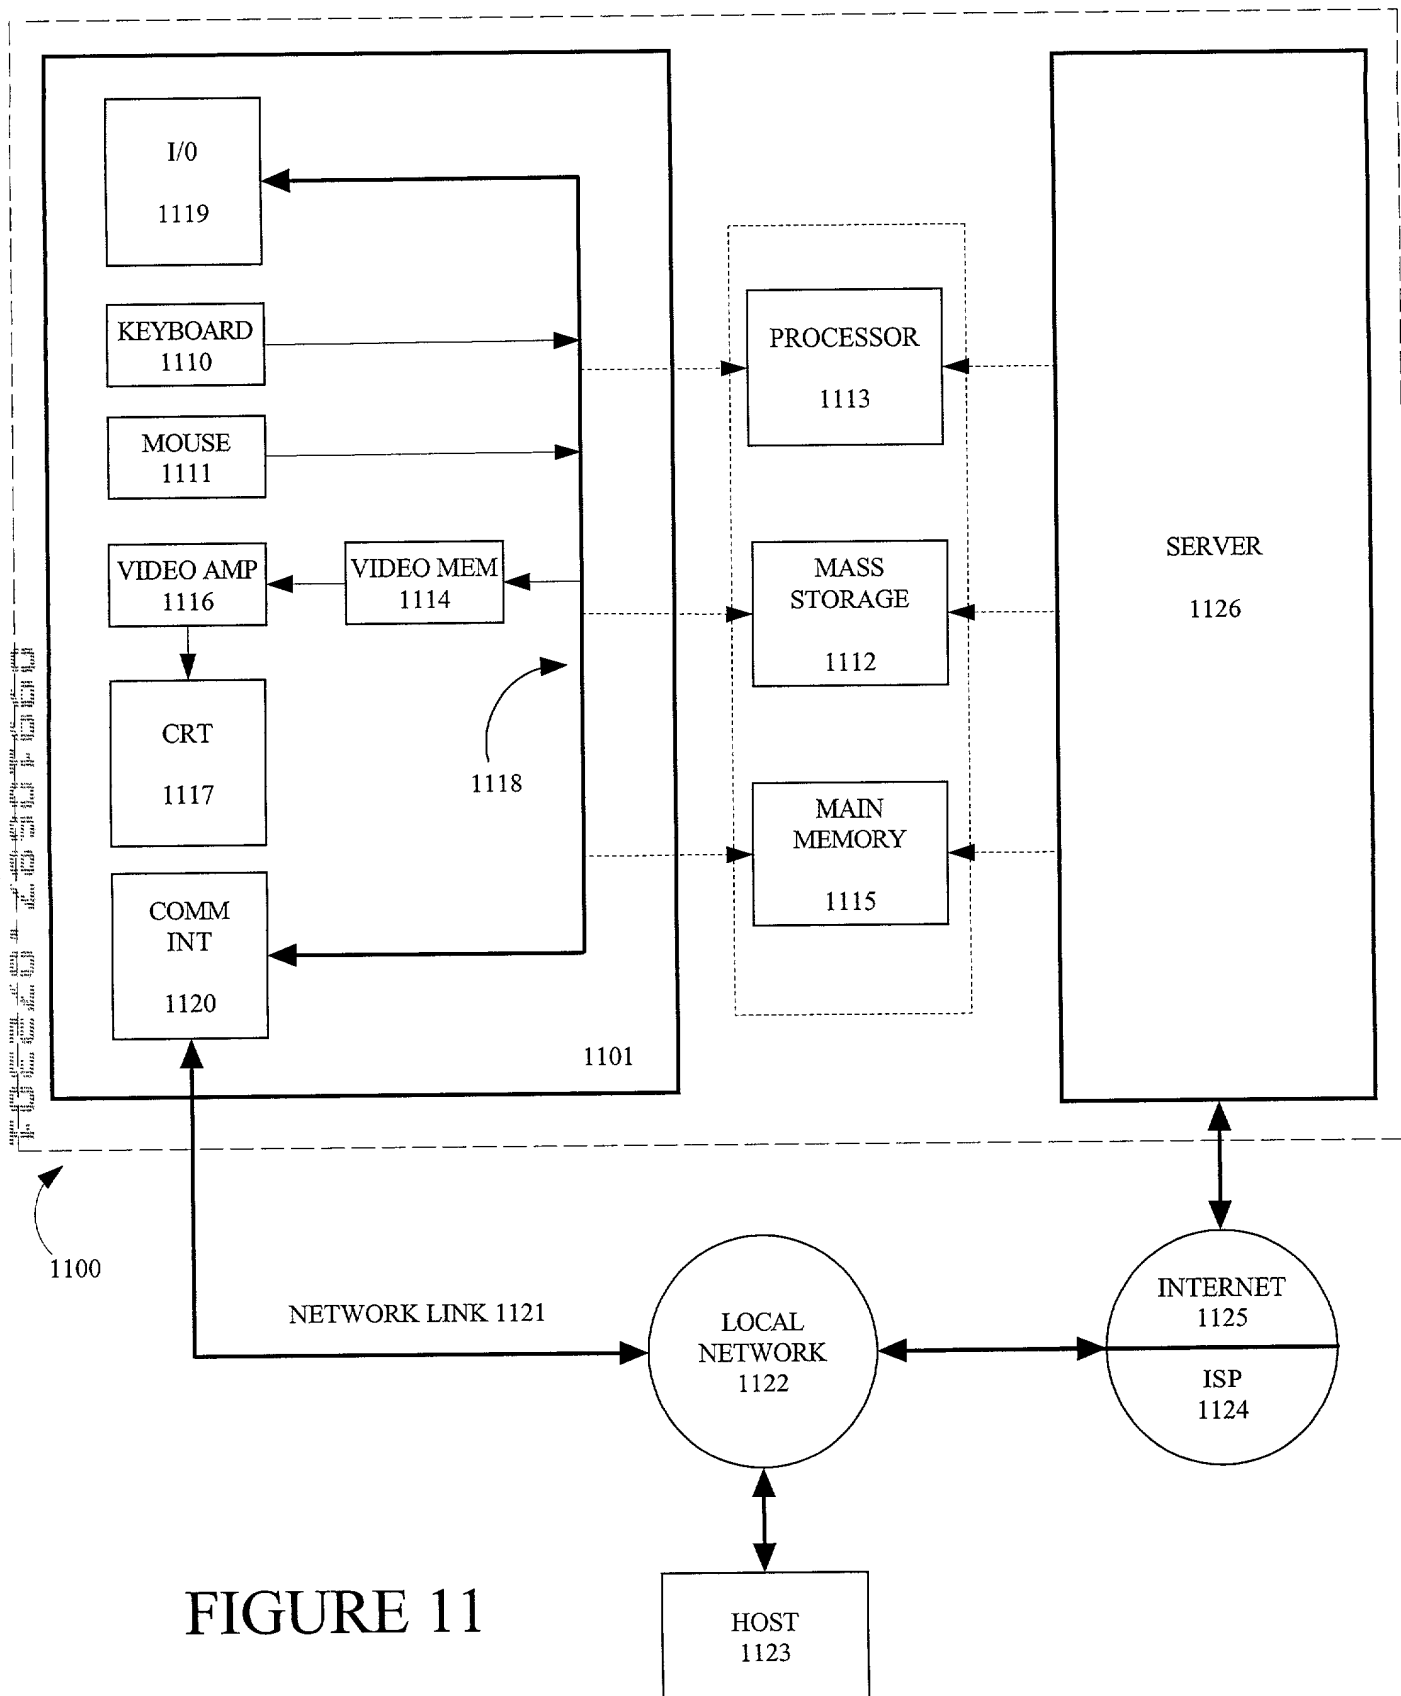 I/0
1119
KEYBOARD
1110
MOUSE
1111
VIDEO AMP
1116
VIDEO MEM
1114
CRT
1117
1118
COMM
INT
1120
1101
PROCESSOR
1113
MASS
STORAGE
1112
MAIN
MEMORY
1115
SERVER
1126
1100
NETWORK LINK 1121
LOCAL
NETWORK
1122
INTERNET
1125
ISP
1124
HOST
1123
FIGURE 11